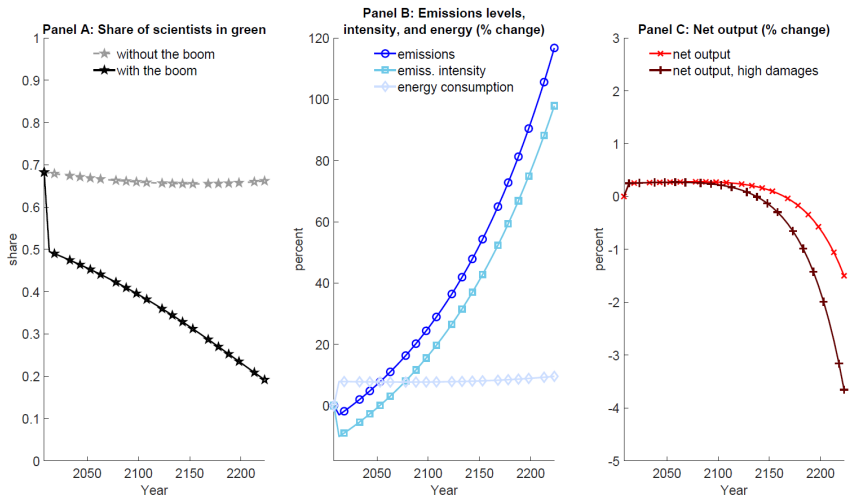 Panel A: Share of scientists in green
1
0.9
0.8
0.7
0.6
0.5
0.4
0.3
0.2
0.1
0
share
without the boom
with the boom
2050 2100 2150 2200
Year
Panel B: Emissions levels,
intensity, and energy (% change)
120
100
80
60
40
20
0
percent
emissions
emiss. intensity
energy consumption
2050 2100 2150 2200
Year
Panel C: Net output (% change)
3
2
1
0
-1
-2
-3
-4
-5
percent
net output
net output, high damages
2050 2100 2150 2200
Year